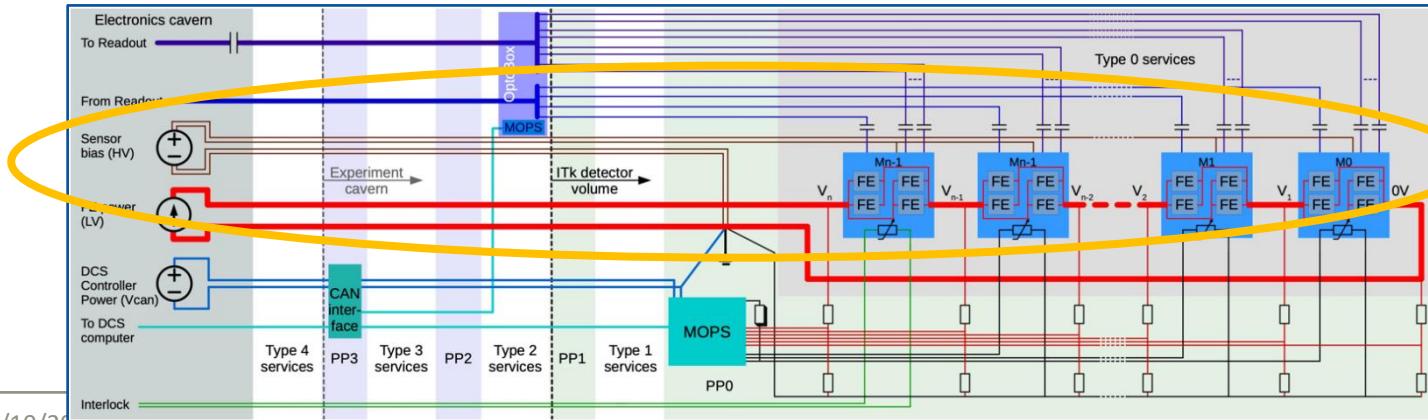 Electronics cavern
To Readout
Opto Box
Type 0 services
From Readout
MOPS
Sensor
bias (HV)
Mn-1
Mn-1
M1
M0
Experiment
cavern
ITk detector
volume
FE FE
FE FE
FE FE
FE FE
FE FE
FE FE
FE FE
FE FE
Vn
Vn-1
Vn-2
V2
V1
0V
power
(LV)
DCS
Controller
Power (Vcan)
CAN
inter-
face
To DCS
computer
MOPS
Type 4
services
PP3
Type 3
services
PP2
Type 2
services
PP1
Type 1
services
PP0
Interlock